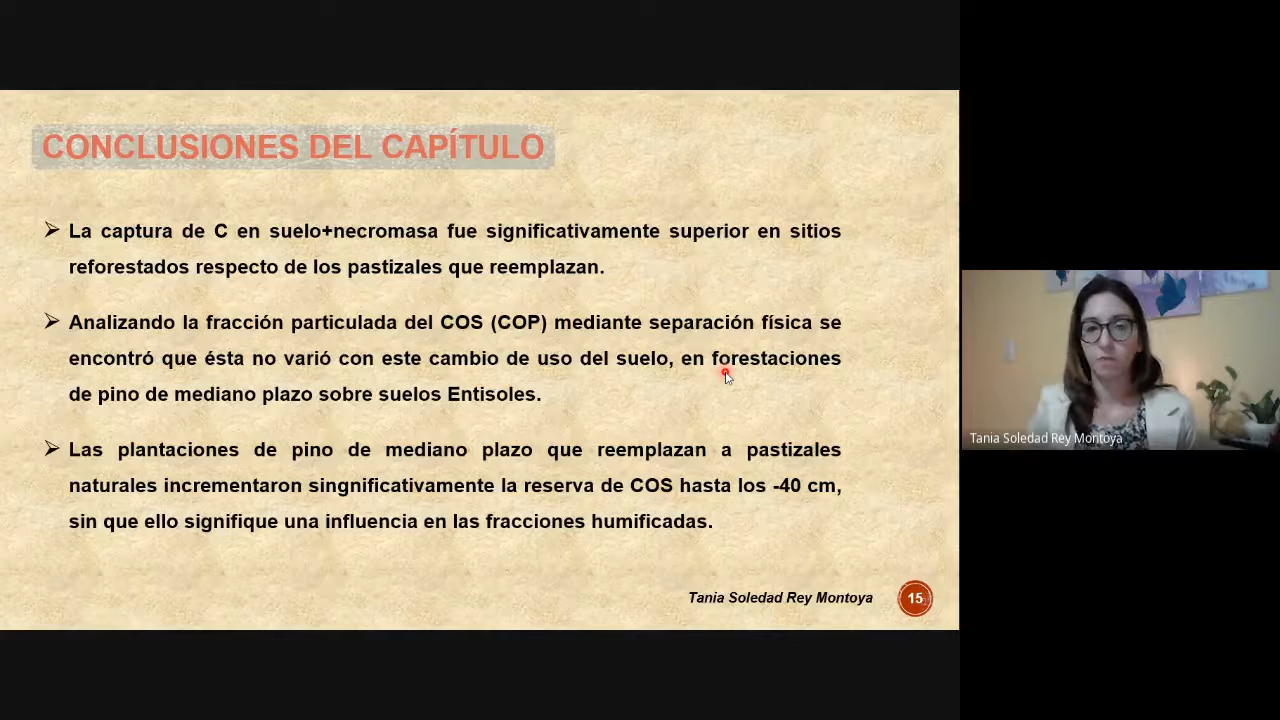 CONCLUSIONES DEL CAPÍTULO
La captura de C en suelo+necromasa fue significativamente superior en sitios
reforestados respecto de los pastizales que reemplazan.
Analizando la fracción particulada del COS (COP) mediante separación física se
encontró que ésta no varió con este cambio de uso del suelo, en forestaciones
de pino de mediano plazo sobre suelos Entisoles.
Las plantaciones de pino de mediano plazo que reemplazan a pastizales
naturales incrementaron singnificativamente la reserva de COS hasta los -40 cm,
sin que ello signifique una influencia en las fracciones humificadas.
Tania Soledad Rey Montoya
15
Tania Soledad Rey Montoya